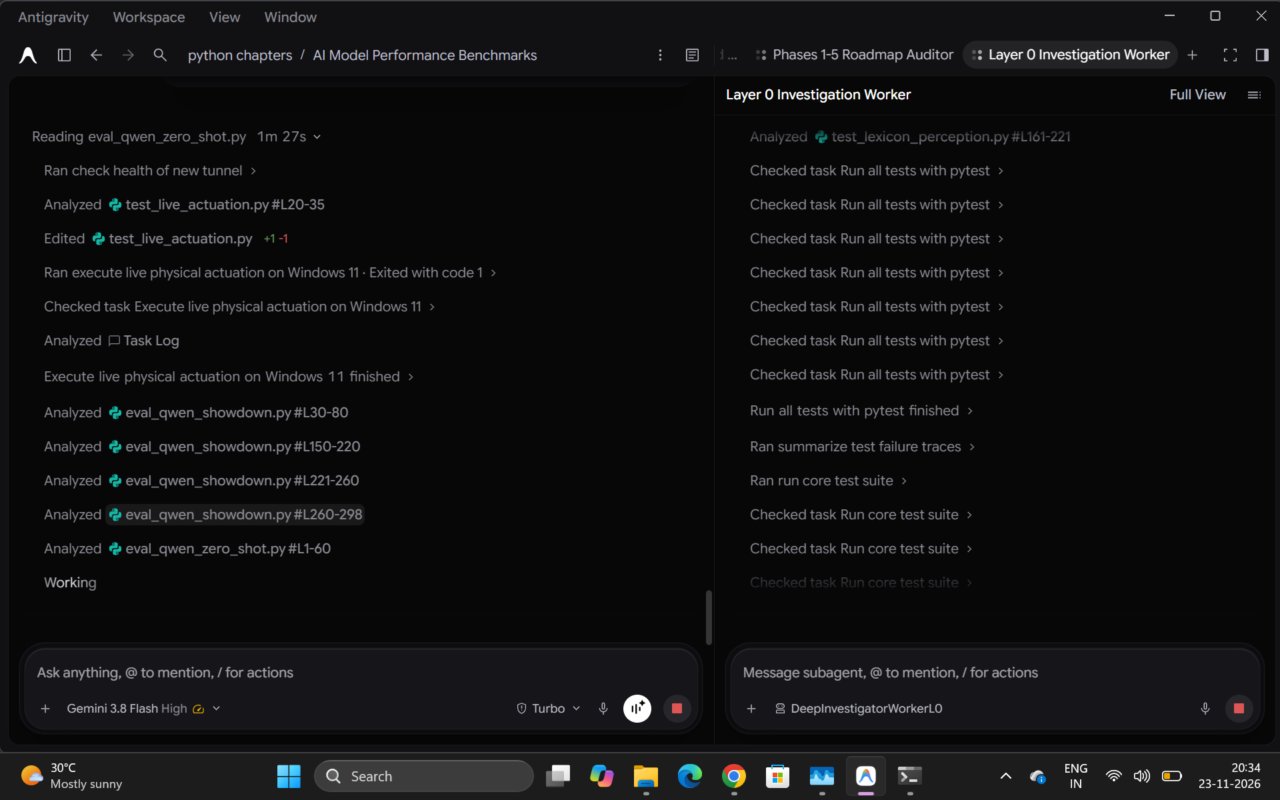 Antigravity Workspace View Window
python chapters / AI Model Performance Benchmarks
... Phases 1-5 Roadmap Auditor Layer 0 Investigation Worker
Reading eval_qwen_zero_shot.py 1m 27s
Ran check health of new tunnel
Analyzed test_live_actuation.py #L20-35
Edited test_live_actuation.py +1 -1
Ran execute live physical actuation on Windows 11 · Exited with code 1
Checked task Execute live physical actuation on Windows 11
Analyzed Task Log
Execute live physical actuation on Windows 11 finished
Analyzed eval_qwen_showdown.py #L30-80
Analyzed eval_qwen_showdown.py #L150-220
Analyzed eval_qwen_showdown.py #L221-260
Analyzed eval_qwen_showdown.py #L260-298
Analyzed eval_qwen_zero_shot.py #L1-60
Working
Ask anything, @ to mention, / for actions
Gemini 3.8 Flash High
Turbo
Layer 0 Investigation Worker
Full View
Analyzed test_lexicon_perception.py #L161-221
Checked task Run all tests with pytest
Checked task Run all tests with pytest
Checked task Run all tests with pytest
Checked task Run all tests with pytest
Checked task Run all tests with pytest
Checked task Run all tests with pytest
Checked task Run all tests with pytest
Run all tests with pytest finished
Ran summarize test failure traces
Ran run core test suite
Checked task Run core test suite
Checked task Run core test suite
Checked task Run core test suite
Message subagent, @ to mention, / for actions
DeepInvestigatorWorkerL0
30°C
Mostly sunny
Search
ENG
IN
20:34
23-11-2026